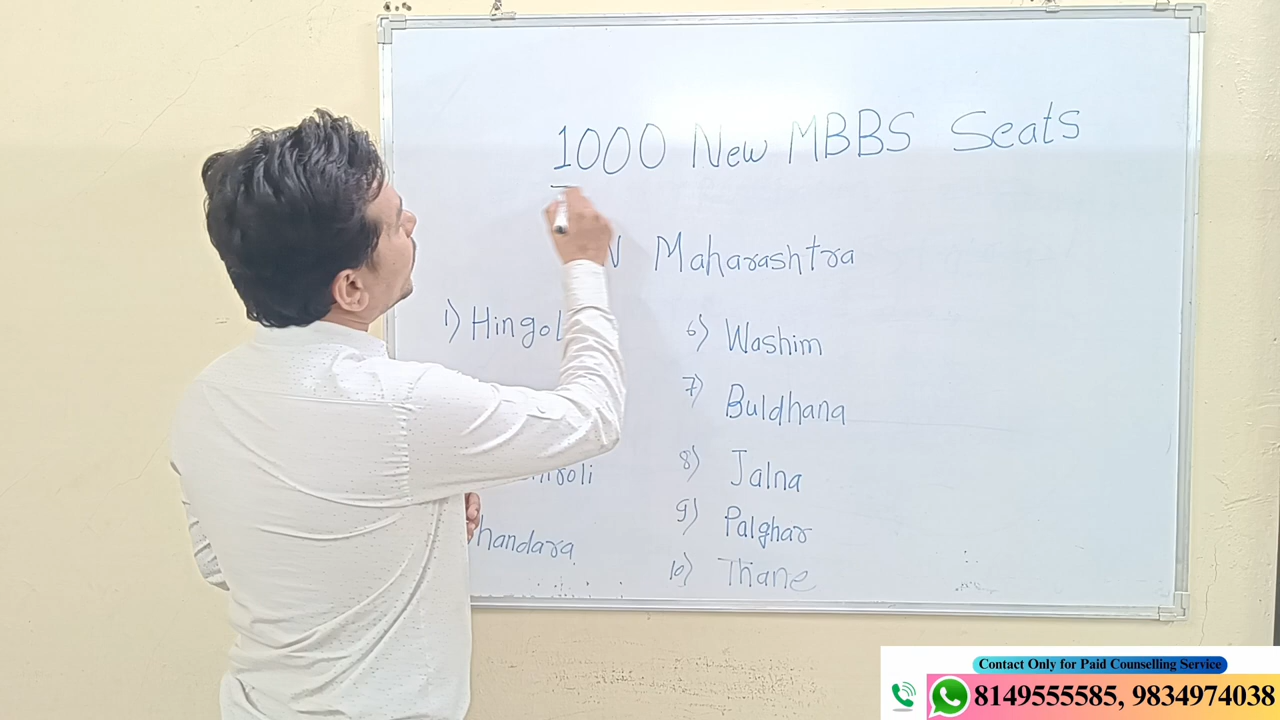 1000 New MBBS Seats
Maharashtra
1) Hingol
6) Washim
7) Buldhana
8) Jalna
9) Palghar
10) Thane
Contact Only for Paid Counselling Service
8149555585, 9834974038